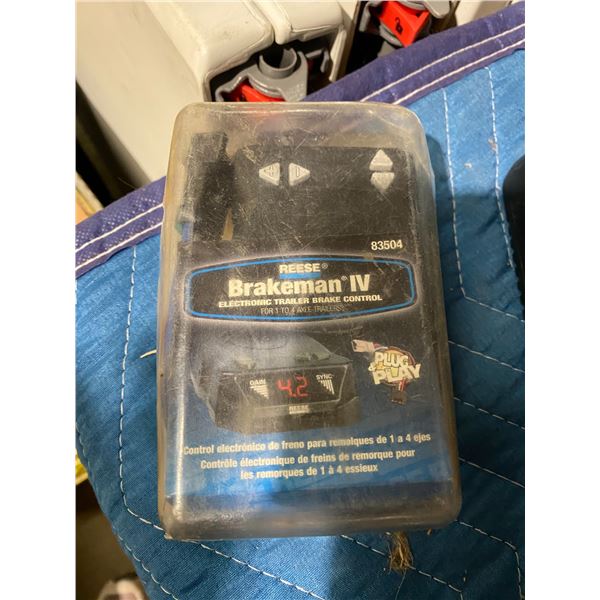 83504
REESE®
Brakeman® IV
ELECTRONIC TRAILER BRAKE CONTROL
FOR 1 TO 4 AXLE TRAILERS
PLUG
& PLAY
GAIN 4.2 SYNC
REESE
Control electrónico de freno para remolques de 1 a 4 ejes
Contrôle électronique de freins de remorque pour
les remorques de 1 à 4 essieux